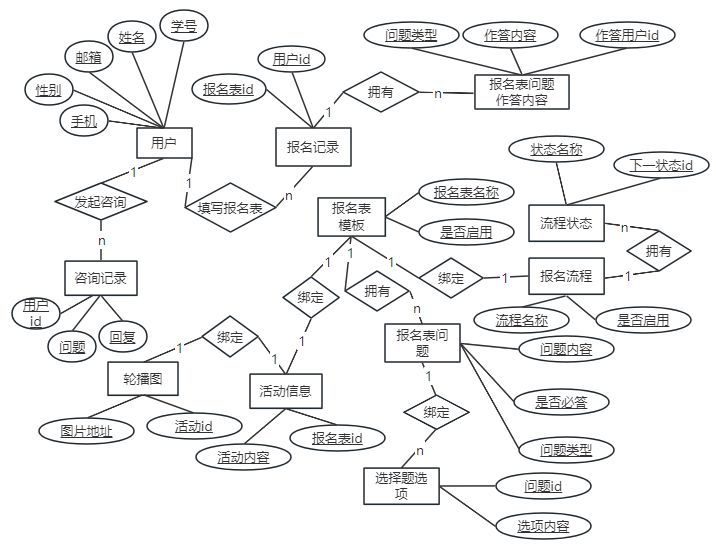 学号
姓名
邮箱
性别
手机
用户
用户id
报名表id
报名记录
问题类型
作答内容
作答用户id
报名表问题
作答内容
拥有
1
n
1
1
n
发起咨询
填写报名表
n
咨询记录
用户
id
问题
回复
状态名称
下一状态id
流程状态
n
拥有
1
报名流程
流程名称
是否启用
报名表
模板
报名表名称
是否启用
1
1
1
绑定
1
绑定
拥有
n
1
报名表问
题
问题内容
是否必答
问题类型
1
绑定
n
选择题选
项
问题id
选项内容
绑定
1
1
轮播图
图片地址
活动id
活动信息
活动内容
报名表id